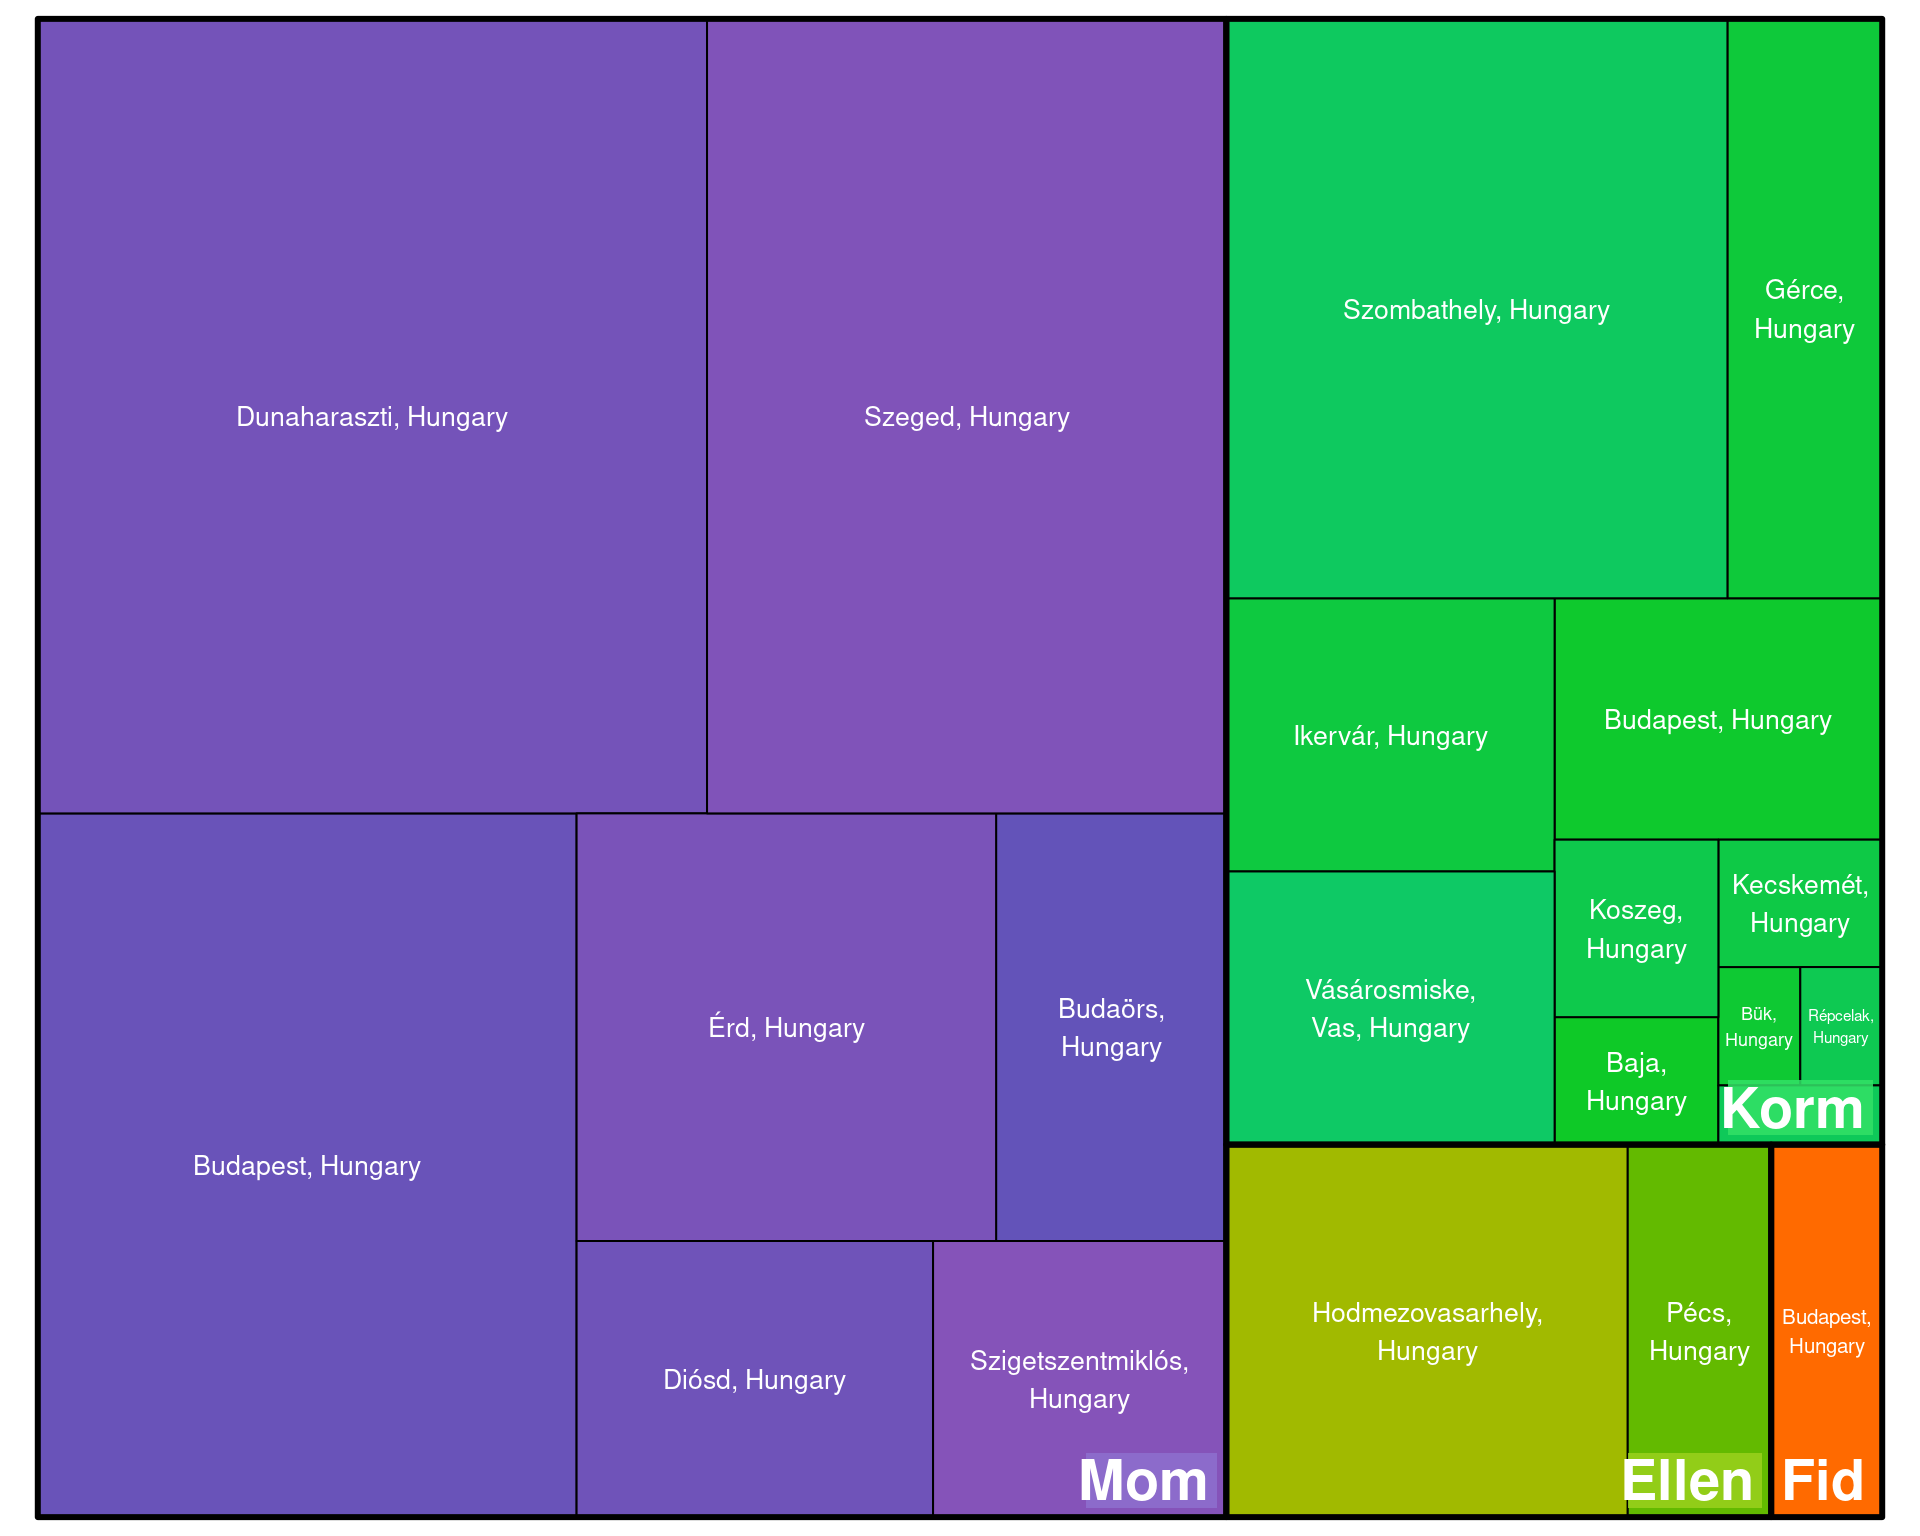 Dunaharaszti, Hungary
Szeged, Hungary
Budapest, Hungary
Érd, Hungary
Budaörs,
Hungary
Diósd, Hungary
Szigetszentmiklós,
Hungary
Mom
Szombathely, Hungary
Gérce,
Hungary
Ikervár, Hungary
Budapest, Hungary
Vásárosmiske,
Vas, Hungary
Koszeg,
Hungary
Kecskemét,
Hungary
Bük,
Hungary
Répcelak,
Hungary
Baja,
Hungary
Korm
Hodmezovasarhely,
Hungary
Pécs,
Hungary
Ellen
Budapest,
Hungary
Fid